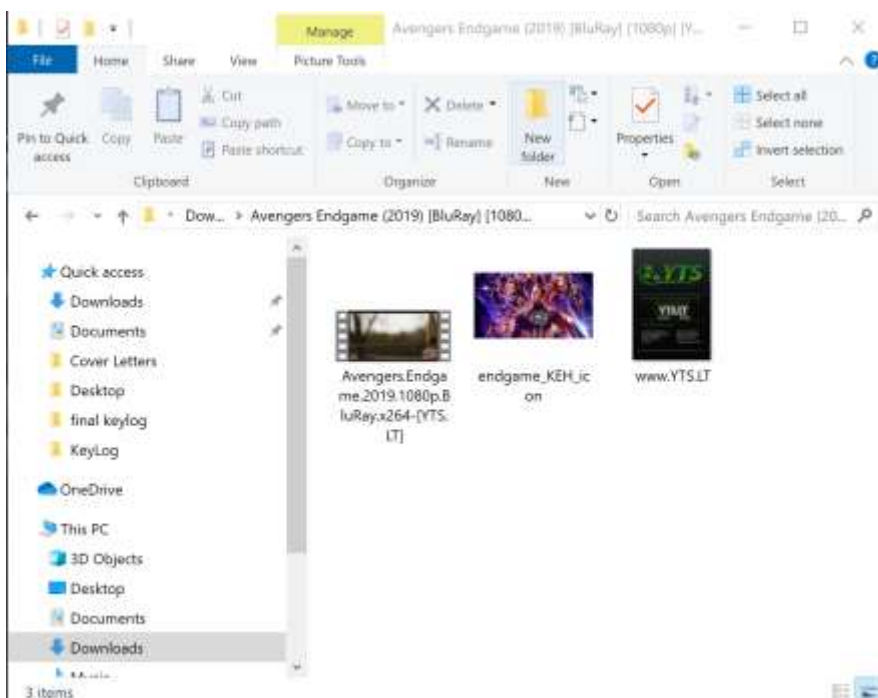 Manage
Avengers Endgame (2019) [BluRay] [1080p] [Y...
File
Home
Share
View
Picture Tools
Pin to Quick access
Copy
Paste
Cut
Copy path
Paste shortcut
Clipboard
Move to
Copy to
Delete
Rename
Organize
New folder
New
Properties
Open
Select all
Select none
Invert selection
Select
Dow... > Avengers Endgame (2019) [BluRay] [1080...
Search Avengers Endgame (20...
Quick access
Downloads
Documents
Cover Letters
Desktop
final keylog
KeyLog
OneDrive
This PC
3D Objects
Desktop
Documents
Downloads
Music
Avengers.Endga
me.2019.1080p.B
luRay.x264-[YTS.
LT]
endgame_KEH_ic
on
YTS
www.YTS.LT
3 items